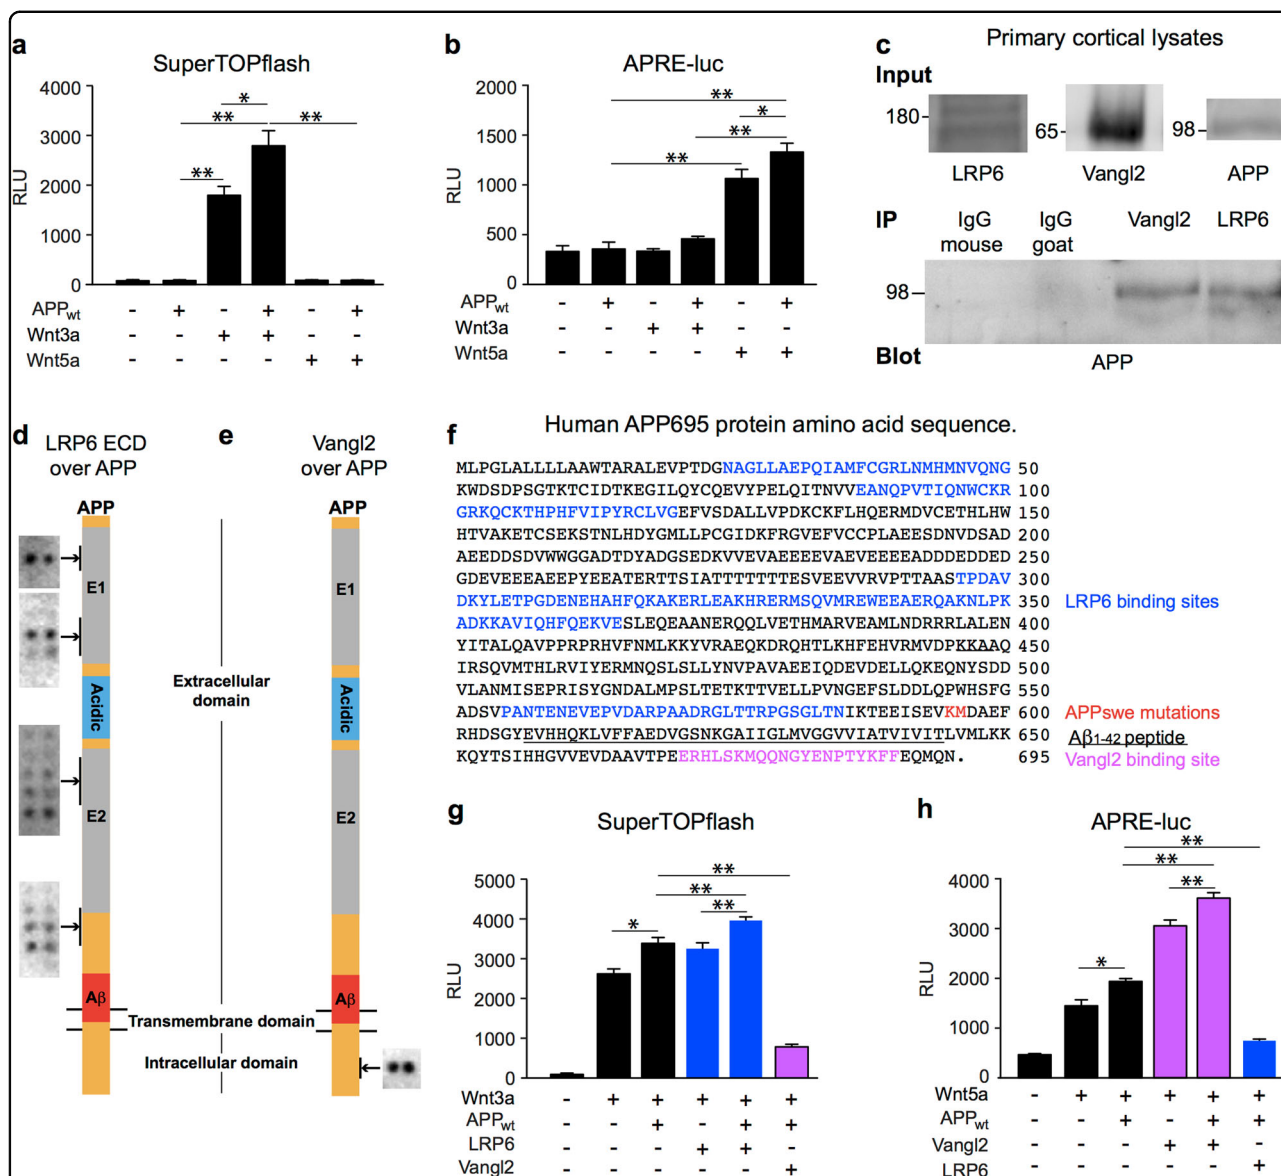 a
SuperTOPflash
4000
3000
2000
1000
0
RLU
*
** **
**
APPwt - + - + - +
Wnt3a - - + + - -
Wnt5a - - - - + +
b
APRE-luc
2000
1500
1000
500
0
RLU
**
*
**
**
APPwt - + - + - +
Wnt3a - - + + - -
Wnt5a - - - - + +
c
Primary cortical lysates
Input
180
65
98
LRP6 Vangl2 APP
IP IgG mouse IgG goat Vangl2 LRP6
98
Blot APP
d
LRP6 ECD
over APP
APP
E1
Acidic
E2
Aβ
e
Vangl2
over APP
APP
E1
Acidic
E2
Aβ
Extracellular
domain
Transmembrane domain
Intracellular domain
f
Human APP695 protein amino acid sequence.
MLPGLALLLLAAWTARALEVPTDGNAGLLAEPQIAMFCGRLNMHMNVQNG 50
KWDSDPSGTKTCIDTKEGILQYCQEVYPELQITNVVEANQPVTIQNWCKR 100
GRKQCKTHPHFVIPYRCLVGEFVSDALLVPDKCKFLHQERMDVCETHLHW 150
HTVAKETCSEKSTNLHDYGMLLPCGIDKFRGVEFVCCPLAEESDNVDSAD 200
AEEDDSDVWWGGADTDYADGSEDKVVEVAEEEEVAEVEEEEADDDEDDED 250
GDEVEEEAEEPYEEATERTTSIATTTTTTTESVEEVVRVPTTAASTPDAV 300
DKYLETPGDENEHAHFQKAKERLEAKHRERMSQVMREWEEAERQAKNLPK 350
ADKKAVIQHFQEKVESLEQEAANERQQLVETHMARVEAMLNDRRRLALEN 400
YITALQAVPPRPRHVFNMLKKYVRAEQKDRQHTLKHFEHVRMVDPKKAAQ 450
IRSQVMTHLRVIYERMNQSLSLLYNVPAVAEEIQDEVDELLQKEQNYSDD 500
VLANMISEPRISYGNDALMPSLTETKTTVELLPVNGEFSLDDLQPWHSFG 550
ADSVPANTENEVEPVDARPAADRGLTTRPGSGLTNIKTEEISEVKMDAEF 600
RHDSGYEVHHQKLVFFAEDVGSNKGAIIGLMVGGVVIATVIVITLVMLKK 650
KQYTSIHHGVVEVDAAVTPEERHLSKMQQNGYENPTYKFFEQMQN. 695
LRP6 binding sites
APPswe mutations
Aβ1-42 peptide
Vangl2 binding site
g
SuperTOPflash
5000
4000
3000
2000
1000
0
RLU
**
**
* **
Wnt3a - + + + + +
APPwt - - + - + +
LRP6 - - - + + -
Vangl2 - - - - - +
h
APRE-luc
4000
3000
2000
1000
0
RLU
**
**
**
*
Wnt5a - + + + + +
APPwt - - + - + +
Vangl2 - - - + + -
LRP6 - - - - - +